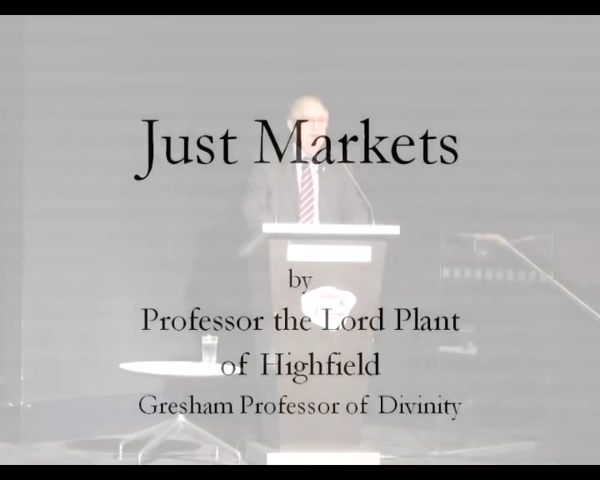 Just Markets
by
Professor the Lord Plant
of Highfield
Gresham Professor of Divinity